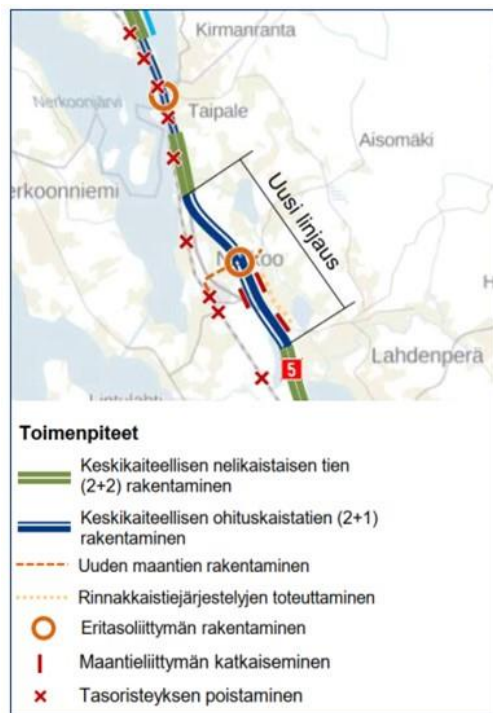 Kirmanranta
Nerkoonjärvi
Taipale
Aisomäki
erkoonniemi
Uusi linjaus
Lahdenperä
5
Toimenpiteet
Keskikaiteellisen nelikaistaisen tien
(2+2) rakentaminen
Keskikaiteellisen ohituskaistatien (2+1)
rakentaminen
Uuden maantien rakentaminen
Rinnakkaistiejärjestelyjen toteuttaminen
Eritasoliittymän rakentaminen
Maantieliittymän katkaiseminen
Tasoristeyksen poistaminen